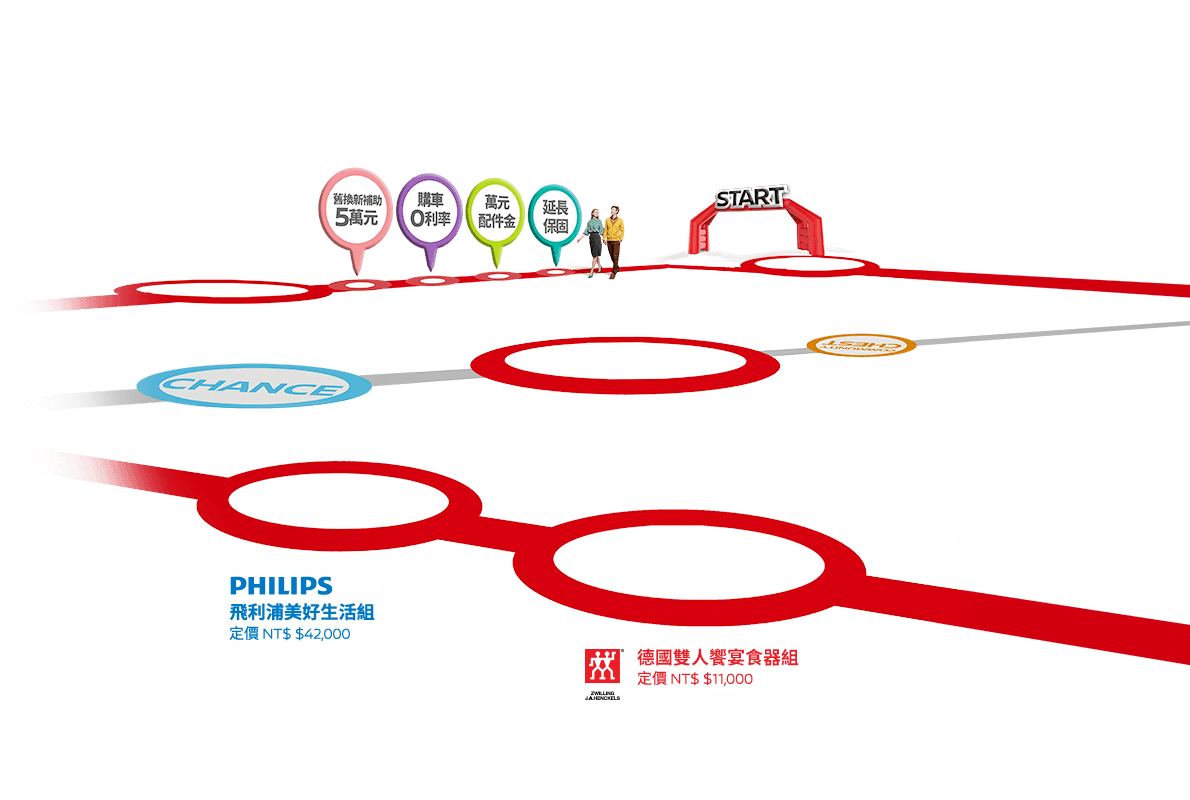 舊換新補助
5萬元
購車
0利率
萬元
配件金
延長
保固
START
COMMUNITY
CHEST
CHANCE
PHILIPS
飛利浦美好生活組
定價 NT$ $42,000
德國雙人饗宴食器組
定價 NT$ $11,000
ZWILLING
J.A.HENCKELS